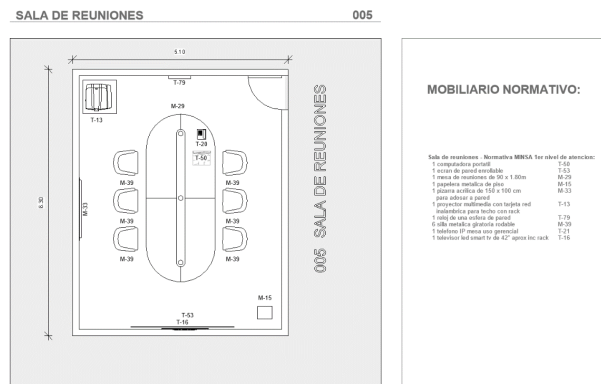 SALA DE REUNIONES 005
5.10
T-79
M-29
T-13
T-20
T-50
M-39
M-39
M-33
M-39
M-39
M-39
M-39
6.30
M-15
T-53
T-16
005 SALA DE REUNIONES
MOBILIARIO NORMATIVO:
Sala de reuniones - Normativa MINSA 1er nivel de atencion:
1 computadora portatil T-50
1 ecran de pared enrollable T-53
1 mesa de reuniones de 90 x 1.80m M-29
1 papelera metalica de piso M-15
1 pizarra acrilica de 150 x 100 cm M-33
para adosar a pared
1 proyector multimedia con tarjeta red T-13
inalambrica para techo con rack
1 reloj de una esfera de pared T-79
6 silla metalica giratoria rodable M-39
1 telefono IP mesa uso gerencial T-21
1 televisor led smart tv de 42" aprox inc rack T-16